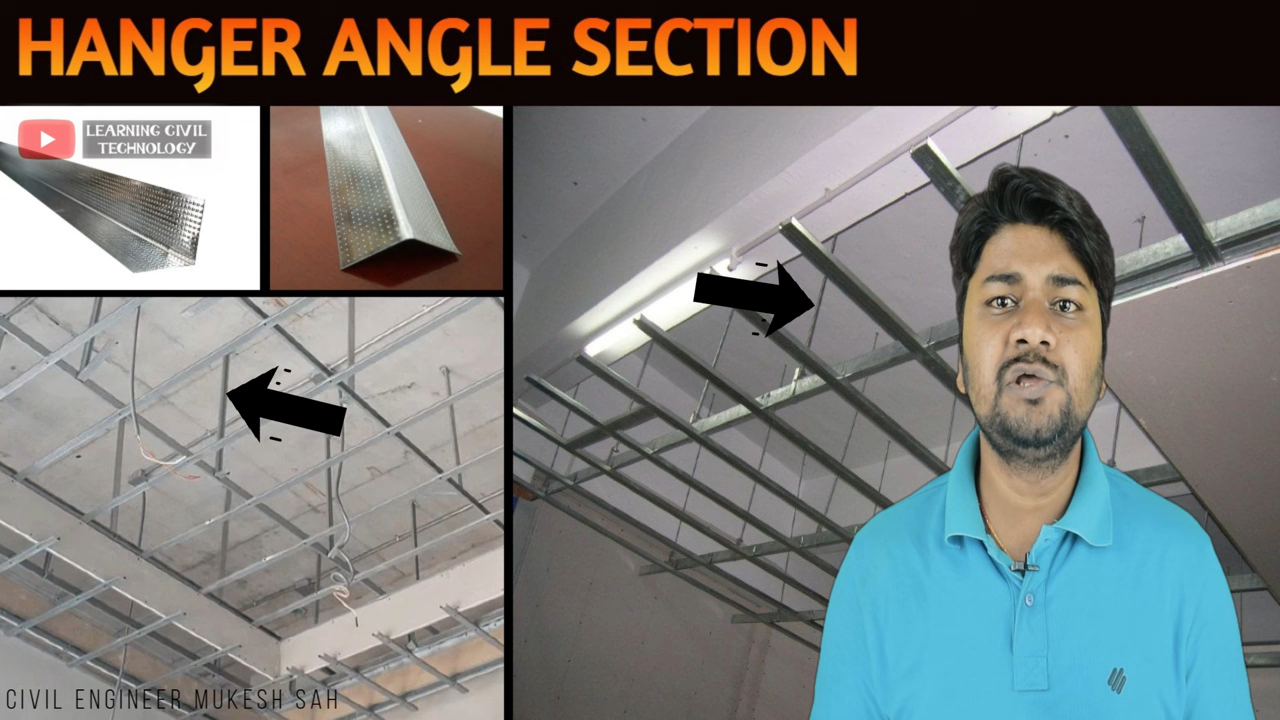 HANGER ANGLE SECTION
LEARNING CIVIL
TECHNOLOGY
CIVIL ENGINEER MUKESH SAH